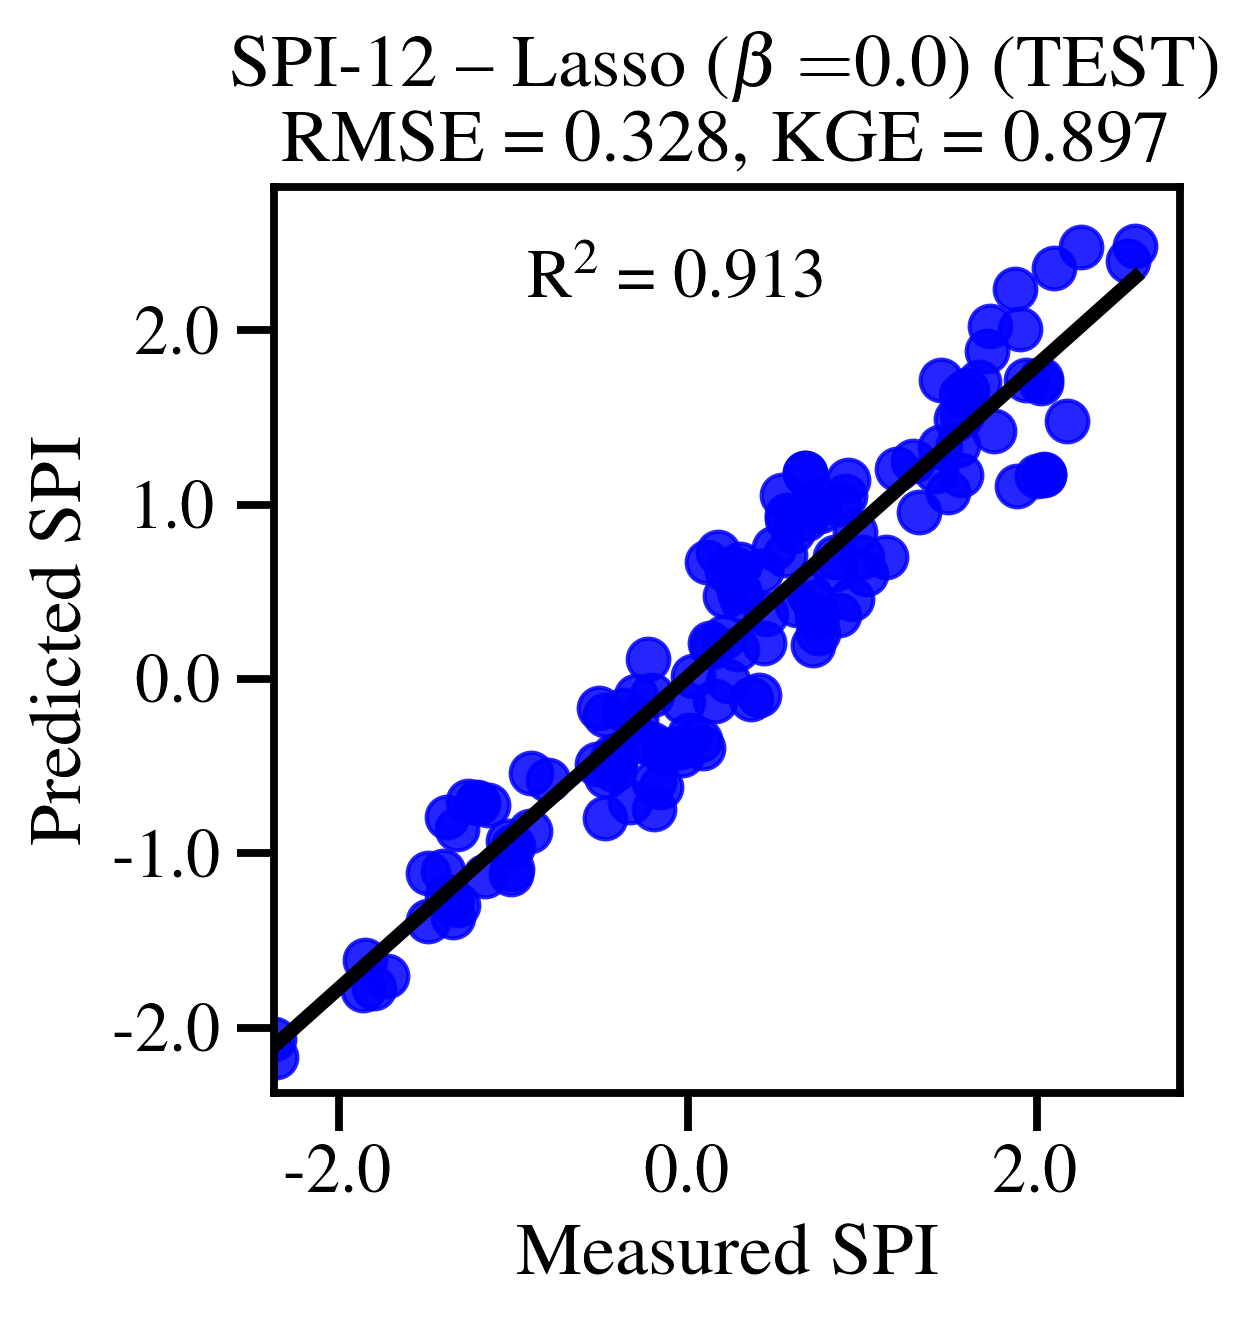 SPI-12 – Lasso (β =0.0) (TEST)
RMSE = 0.328, KGE = 0.897
R² = 0.913
Predicted SPI
2.0
1.0
0.0
-1.0
-2.0
-2.0 0.0 2.0
Measured SPI